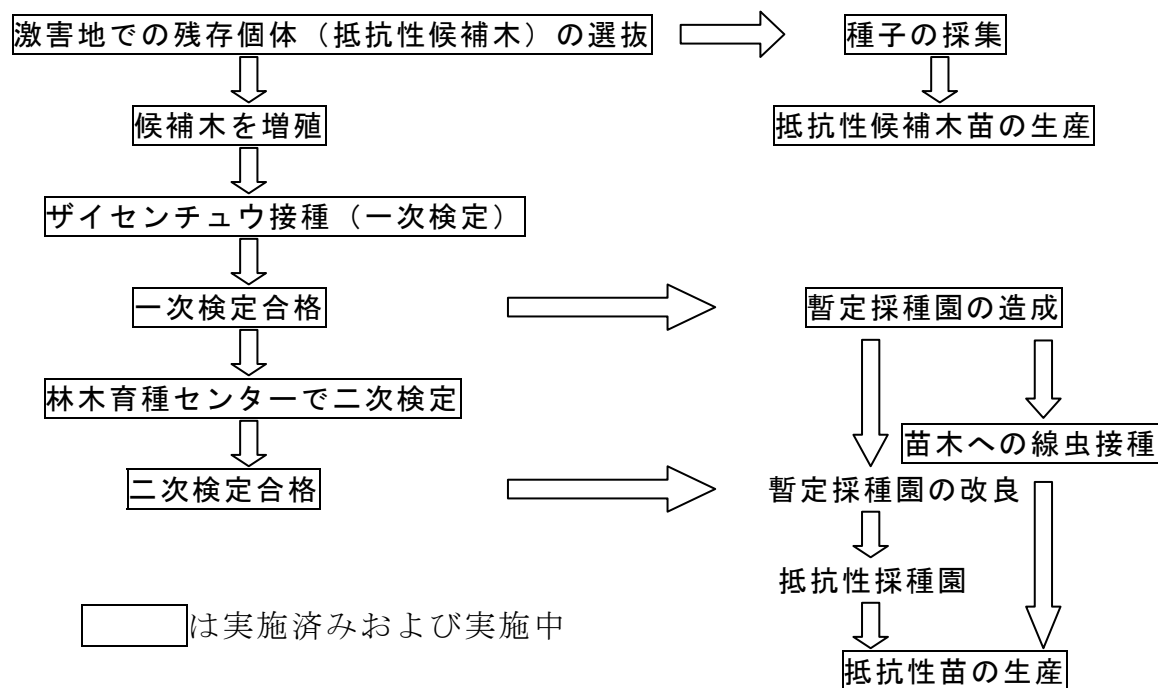 激害地での残存個体（抵抗性候補木）の選抜
種子の採集
候補木を増殖
抵抗性候補木苗の生産
ザイセンチュウ接種（一次検定）
一次検定合格
暫定採種園の造成
林木育種センターで二次検定
苗木への線虫接種
二次検定合格
暫定採種園の改良
抵抗性採種園
は実施済みおよび実施中
抵抗性苗の生産